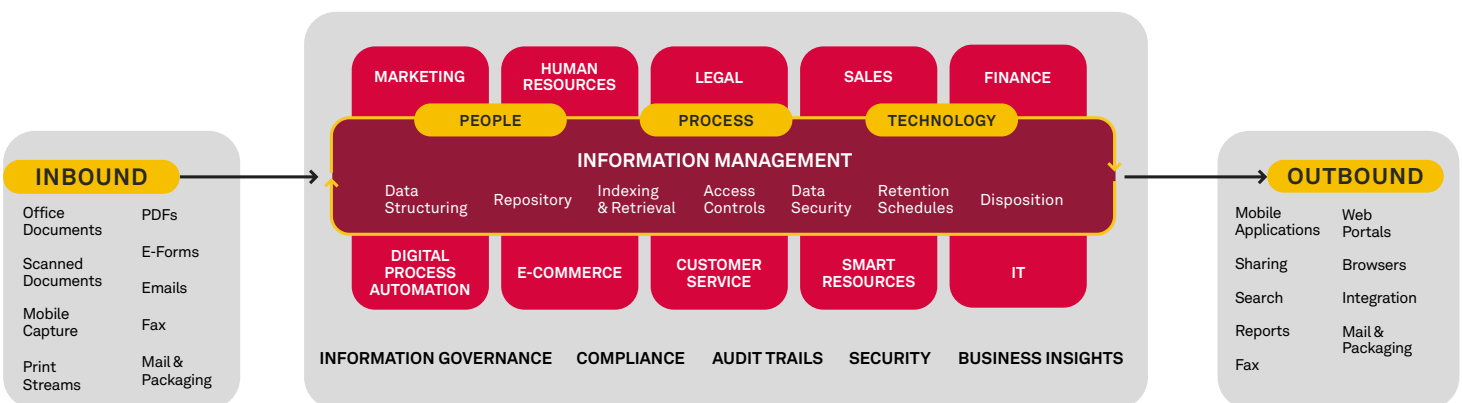 INBOUND
Office
Documents
Scanned
Documents
Mobile
Capture
Print
Streams
PDFs
E-Forms
Emails
Fax
Mail &
Packaging
MARKETING
HUMAN
RESOURCES
LEGAL
SALES
FINANCE
PEOPLE
PROCESS
TECHNOLOGY
INFORMATION MANAGEMENT
Data
Structuring
Repository
Indexing
& Retrieval
Access
Controls
Data
Security
Retention
Schedules
Disposition
DIGITAL
PROCESS
AUTOMATION
E-COMMERCE
CUSTOMER
SERVICE
SMART
RESOURCES
IT
INFORMATION GOVERNANCE
COMPLIANCE
AUDIT TRAILS
SECURITY
BUSINESS INSIGHTS
OUTBOUND
Mobile
Applications
Sharing
Search
Reports
Fax
Web
Portals
Browsers
Integration
Mail &
Packaging